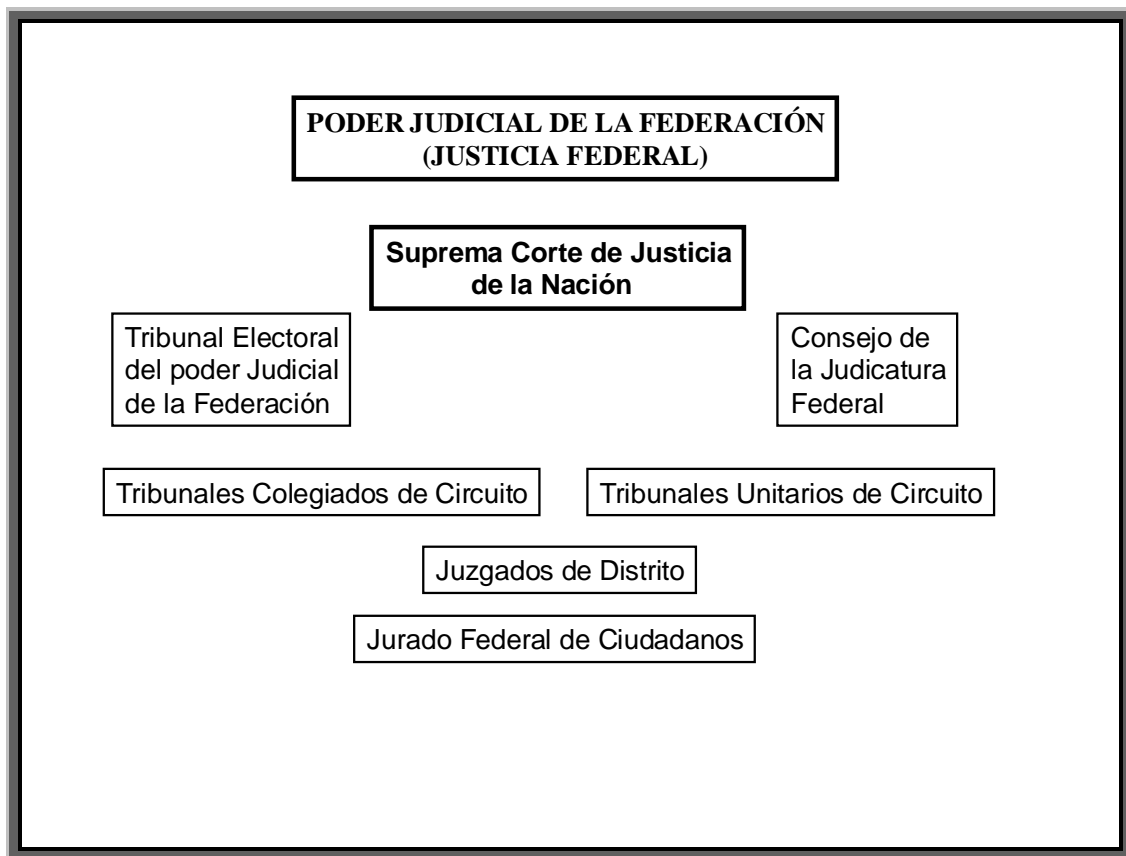 PODER JUDICIAL DE LA FEDERACIÓN
(JUSTICIA FEDERAL)
Suprema Corte de Justicia
de la Nación
Tribunal Electoral
del poder Judicial
de la Federación
Consejo de
la Judicatura
Federal
Tribunales Colegiados de Circuito
Tribunales Unitarios de Circuito
Juzgados de Distrito
Jurado Federal de Ciudadanos